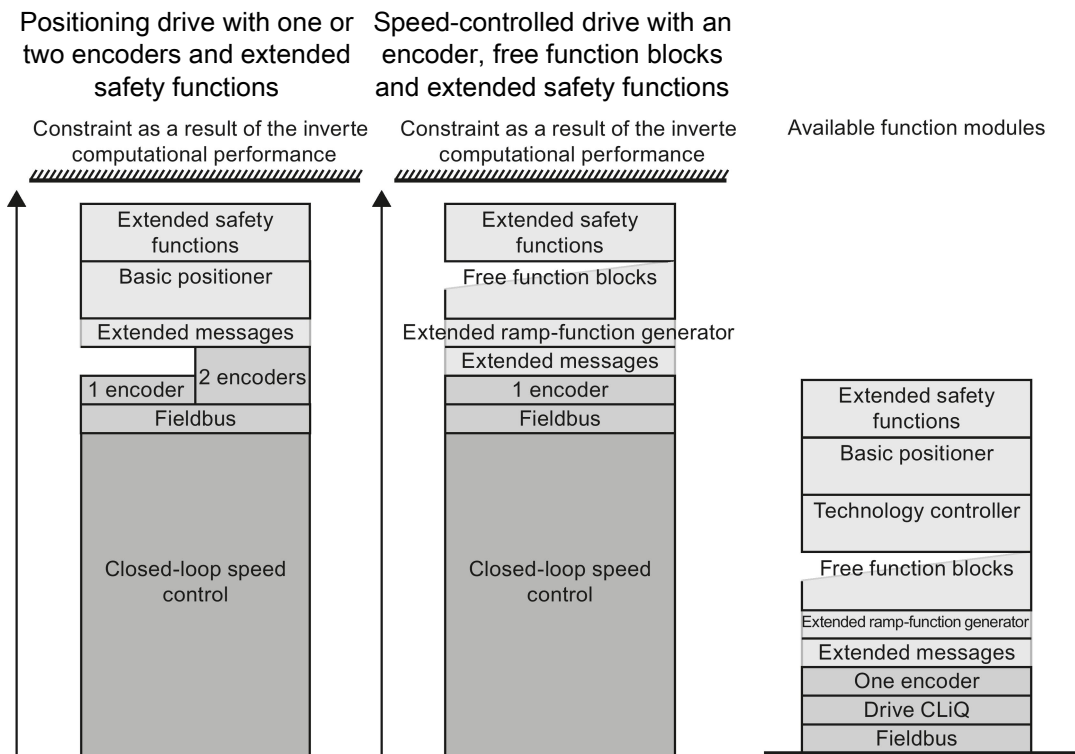 Positioning drive with one or
two encoders and extended
safety functions
Constraint as a result of the inverte
computational performance
Extended safety
functions
Basic positioner
Extended messages
2 encoders
1 encoder
Fieldbus
Closed-loop speed
control
Speed-controlled drive with an
encoder, free function blocks
and extended safety functions
Constraint as a result of the inverte
computational performance
Extended safety
functions
Free function blocks
Extended ramp-function generator
Extended messages
1 encoder
Fieldbus
Closed-loop speed
control
Available function modules
Extended safety
functions
Basic positioner
Technology controller
Free function blocks
Extended ramp-function generator
Extended messages
One encoder
Drive CLiQ
Fieldbus